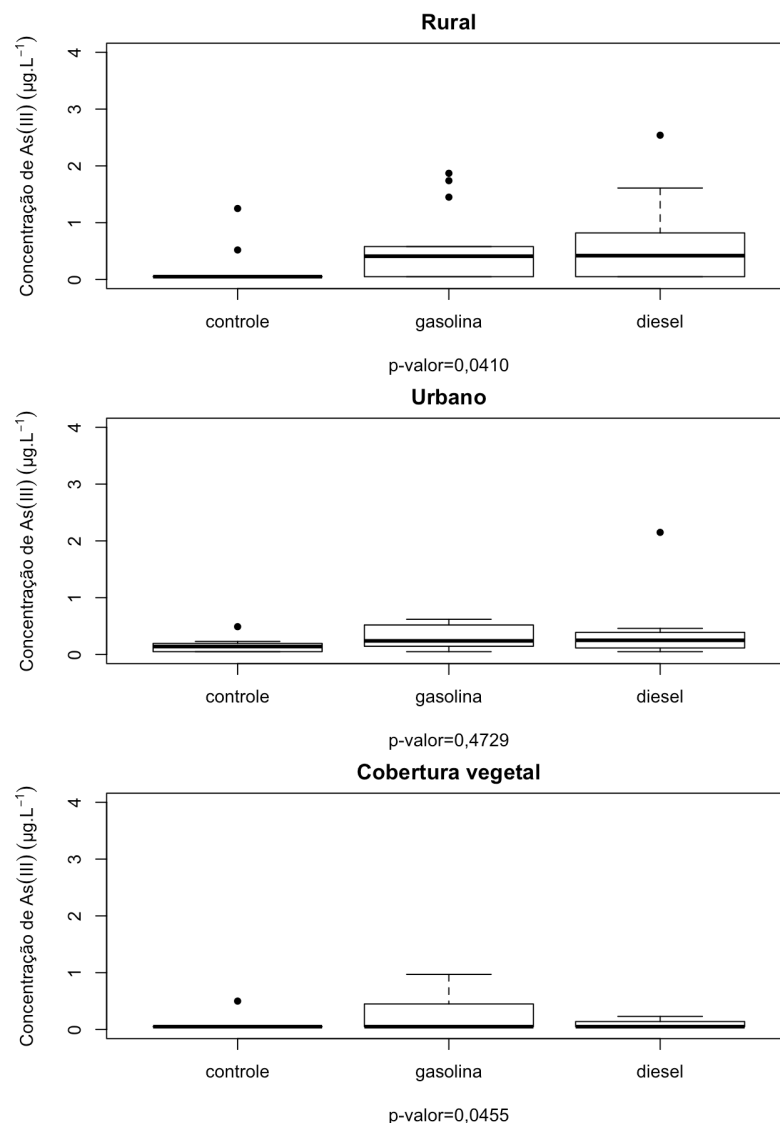 Rural
Concentração de As(III) (µg.L⁻¹)
4
3
2
1
0
controle gasolina diesel
p-valor=0,0410
Urbano
Concentração de As(III) (µg.L⁻¹)
4
3
2
1
0
controle gasolina diesel
p-valor=0,4729
Cobertura vegetal
Concentração de As(III) (µg.L⁻¹)
4
3
2
1
0
controle gasolina diesel
p-valor=0,0455